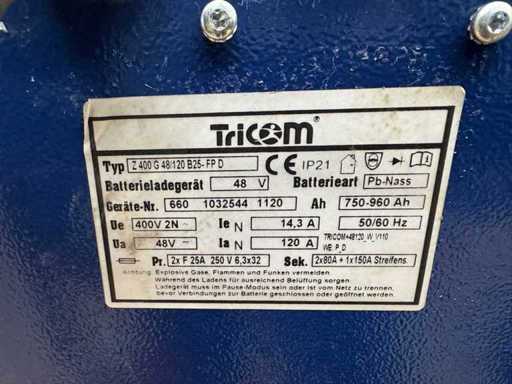 TriCOM
Typ Z 400 G 48/120 B25-FP D CE IP21
Batterieladegerät 48 V Batterieart Pb-Nass
Geräte-Nr. 660 1032544 1120 Ah 750-960 Ah
Ue 400V 2N~ Ie N 14,3 A 50/60 Hz
Ua 48V Ia N 120 A TRICOM+48120_W_V110
WE_P_D
Pr. 2x F 25A 250 V 6,3x32 Sek. 2x80A + 1x150A Streifens.
Achtung: Explosive Gase, Flammen und Funken vermeiden.
Während des Ladens für ausreichend Belüftung sorgen.
Ladegerät muss im Pause-Modus sein oder ist vom Netz zu trennen,
bevor Verbindungen zur Batterie geschlossen oder geöffnet werden.